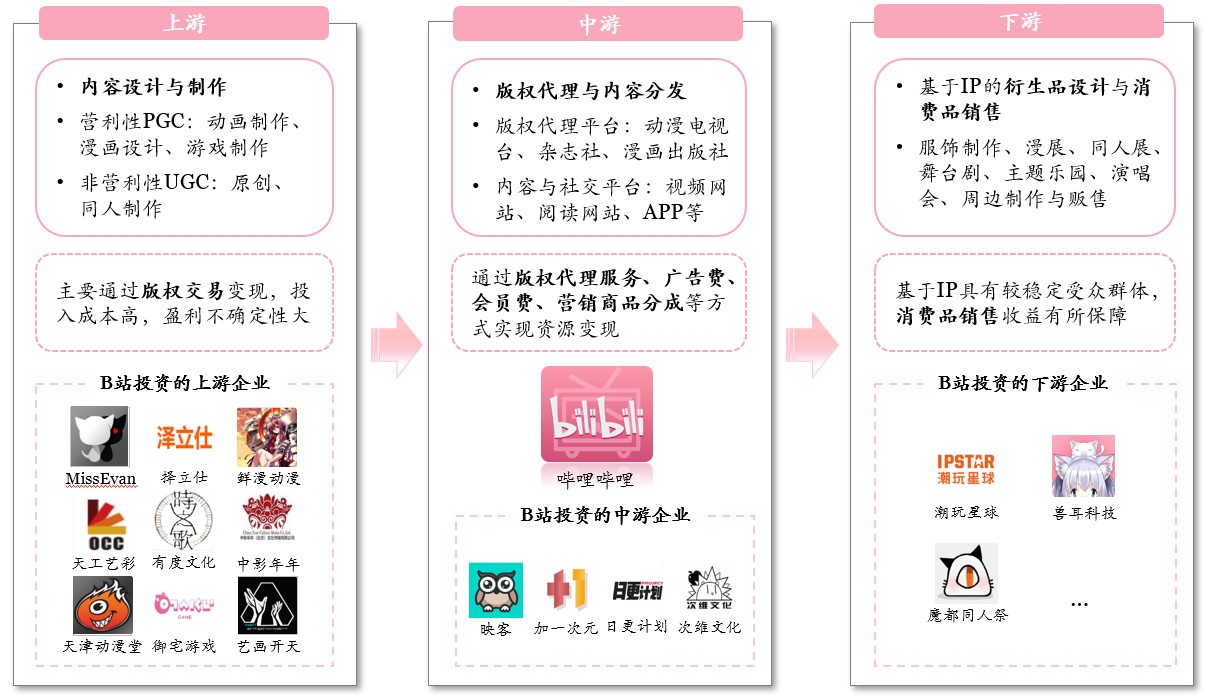 上游
• 内容设计与制作
• 营利性PGC：动画制作、
漫画设计、游戏制作
• 非营利性UGC：原创、
同人制作
主要通过版权交易变现，投
入成本高，盈利不确定性大
B站投资的上游企业
MissEvan
泽立仕
择立仕
鲜漫动漫
OCC
天工艺彩
时之歌
有度文化
中影年年
天津动漫堂
GAME
御宅游戏
艺画开天
中游
• 版权代理与内容分发
• 版权代理平台：动漫电视
台、杂志社、漫画出版社
• 内容与社交平台：视频网
站、阅读网站、APP等
通过版权代理服务、广告费、
会员费、营销商品分成等方
式实现资源变现
bilibili
哔哩哔哩
B站投资的中游企业
映客
+1
加一次元
日更计划
PROJECT
日更计划
次维文化
次维文化
下游
• 基于IP的衍生品设计与消
费品销售
• 服饰制作、漫展、同人展、
舞台剧、主题乐园、演唱
会、周边制作与贩售
基于IP具有较稳定受众群体，
消费品销售收益有所保障
B站投资的下游企业
IPSTAR
潮玩星球
潮玩星球
兽耳科技
魔都同人祭
...